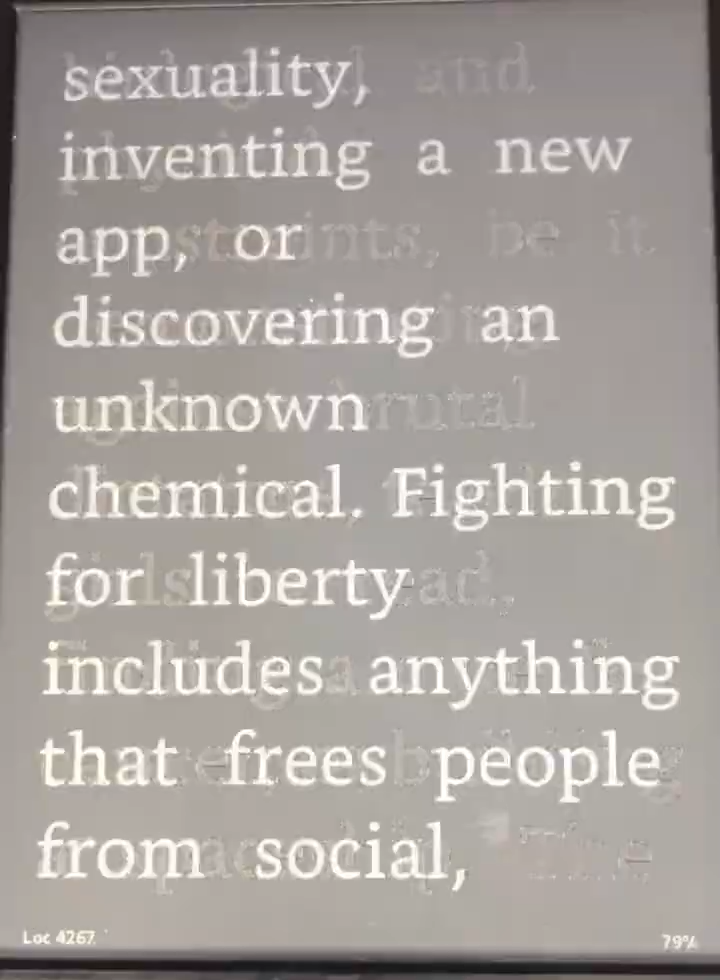 sexuality,
inventing a new
app, or
discovering an
unknown
chemical. Fighting
for liberty
includes anything
that frees people
from social,
Loc 4267
79%